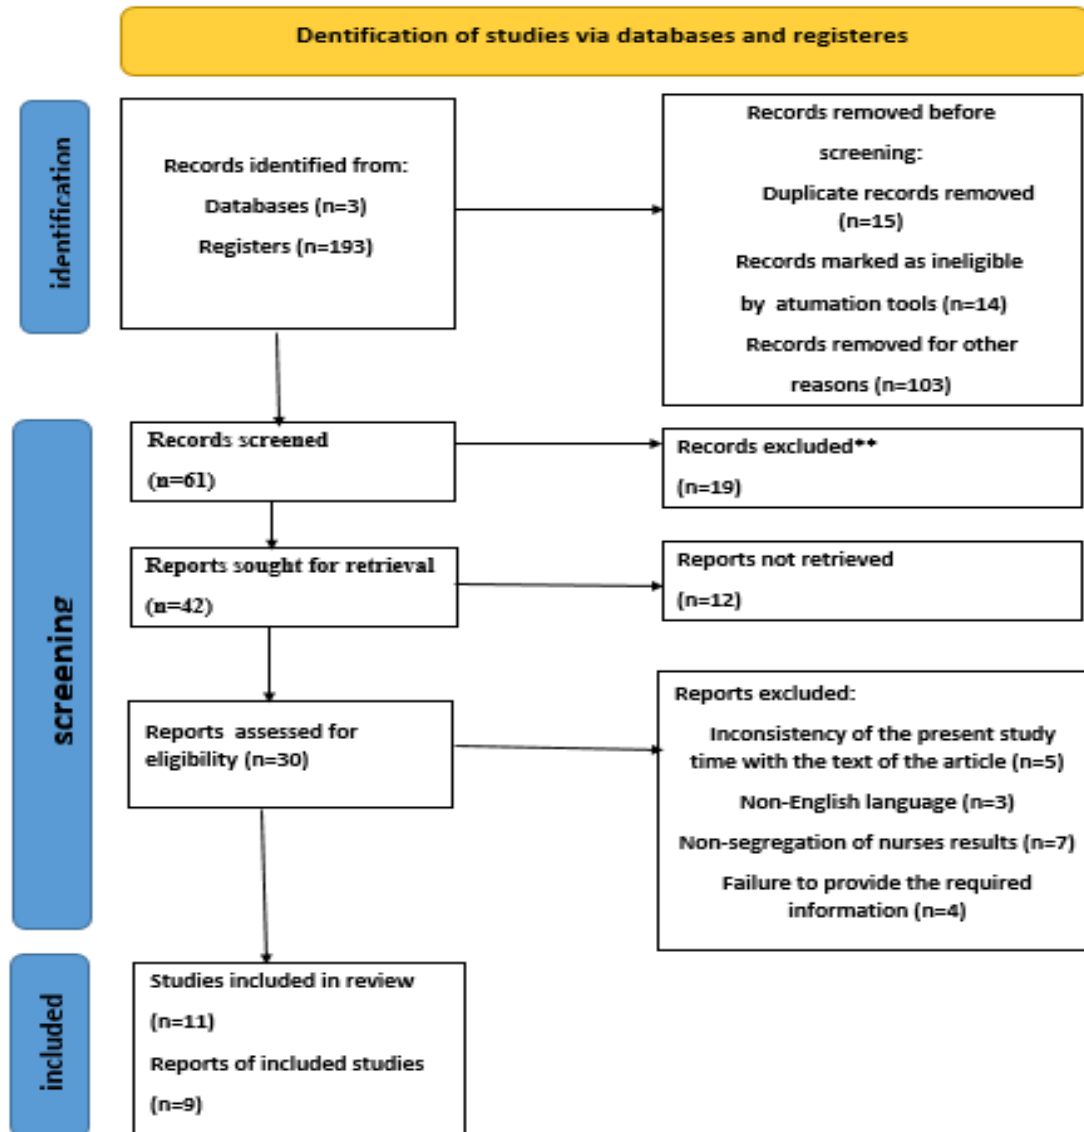 Dentification of studies via databases and registeres
identification
Records identified from:
Databases (n=3)
Registers (n=193)
Records removed before
screening:
Duplicate records removed
(n=15)
Records marked as ineligible
by atumation tools (n=14)
Records removed for other
reasons (n=103)
screening
Records screened
(n=61)
Records excluded**
(n=19)
Reports sought for retrieval
(n=42)
Reports not retrieved
(n=12)
Reports assessed for
eligibility (n=30)
Reports excluded:
Inconsistency of the present study
time with the text of the article (n=5)
Non-English language (n=3)
Non-segregation of nurses results (n=7)
Failure to provide the required
information (n=4)
included
Studies included in review
(n=11)
Reports of included studies
(n=9)